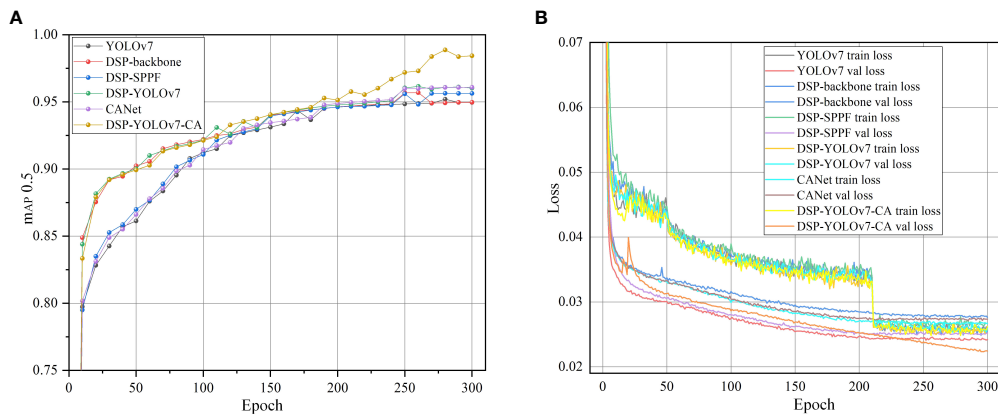 A
mAP 0.5
1.00
0.95
0.90
0.85
0.80
0.75
YOLOv7
DSP-backbone
DSP-SPPF
DSP-YOLOv7
CANet
DSP-YOLOv7-CA
0 50 100 150 200 250 300
Epoch
B
Loss
0.07
0.06
0.05
0.04
0.03
0.02
YOLOv7 train loss
YOLOv7 val loss
DSP-backbone train loss
DSP-backbone val loss
DSP-SPPF train loss
DSP-SPPF val loss
DSP-YOLOv7 train loss
DSP-YOLOv7 val loss
CANet train loss
CANet val loss
DSP-YOLOv7-CA train loss
DSP-YOLOv7-CA val loss
0 50 100 150 200 250 300
Epoch